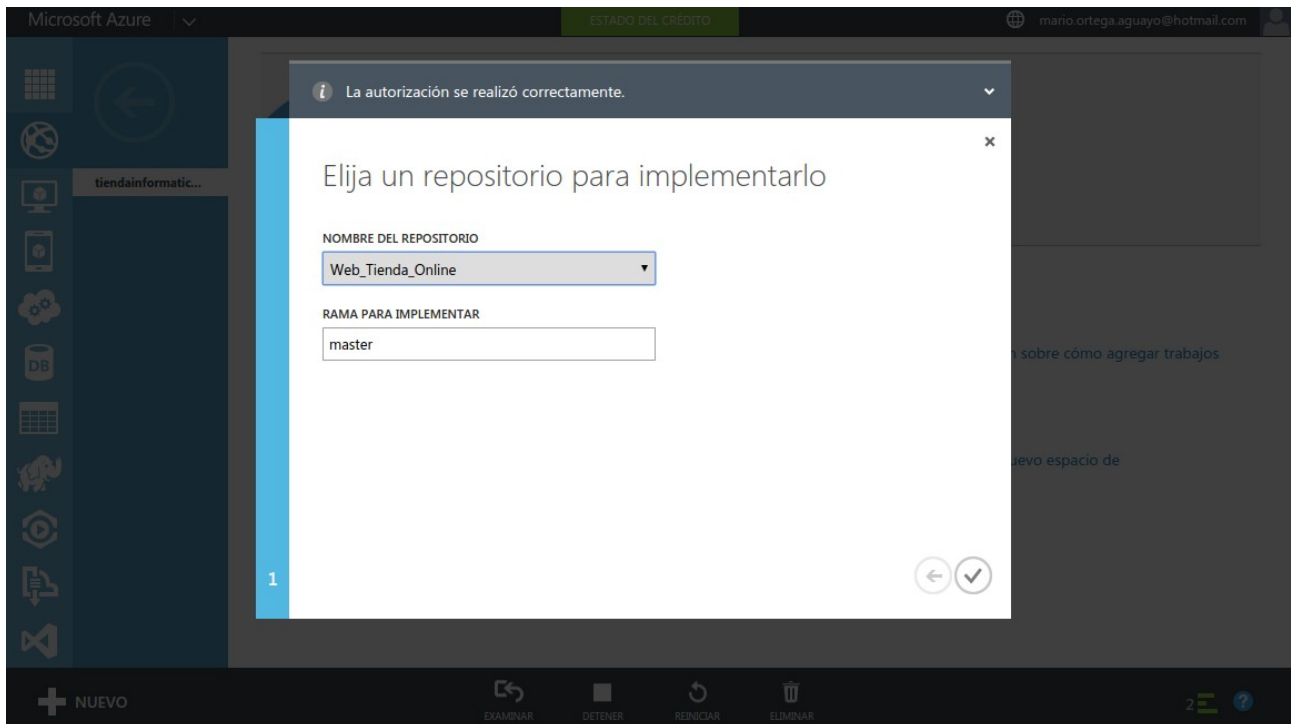 Microsoft Azure
ESTADO DEL CRÉDITO
mario.ortega.aguayo@hotmail.com
i La autorización se realizó correctamente.
tiendainformatic...
Elija un repositorio para implementarlo
NOMBRE DEL REPOSITORIO
Web_Tienda_Online
RAMA PARA IMPLEMENTAR
master
sobre cómo agregar trabajos
DB
espacio de
1
NUEVO
EXAMINAR
DETENER
REINICIAR
ELIMINAR
2
?